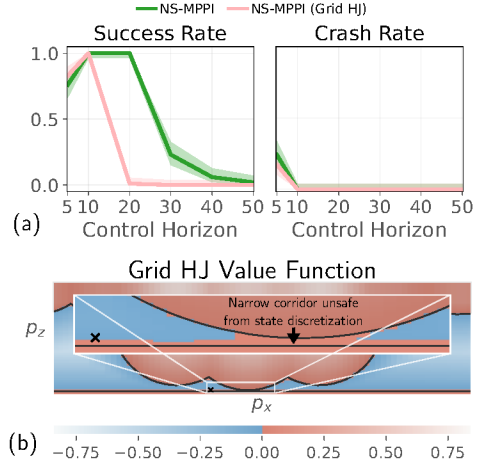 NS-MPPI NS-MPPI (Grid HJ)
Success Rate Crash Rate
1.0
0.5
0.0
5 10 20 30 40 50 5 10 20 30 40 50
Control Horizon Control Horizon
(a)
Grid HJ Value Function
Narrow corridor unsafe
from state discretization
p_z
p_x
(b)
−0.75 −0.50 −0.25 0.00 0.25 0.50 0.75